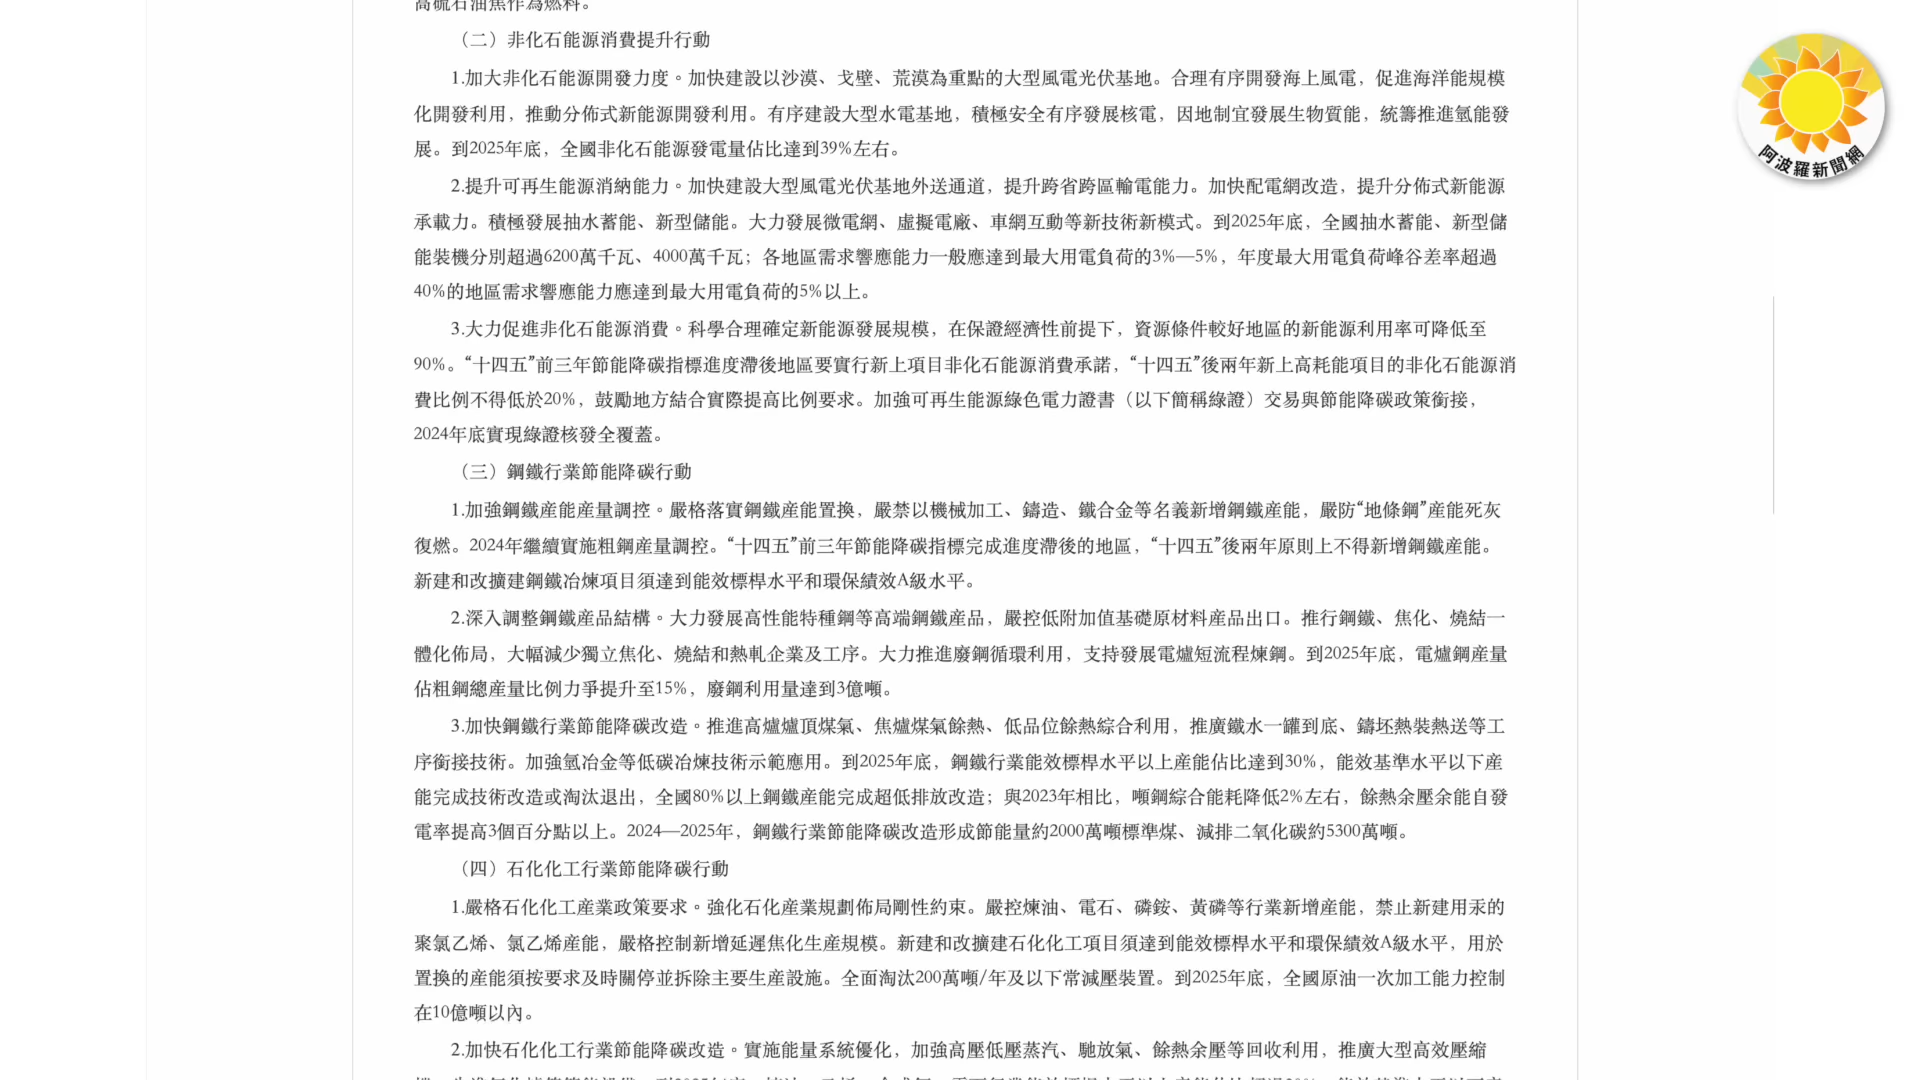 高硫石油焦作為燃料。
（二）非化石能源消費提升行動
1.加大非化石能源開發力度。加快建設以沙漠、戈壁、荒漠為重點的大型風電光伏基地。合理有序開發海上風電，促進海洋能規模
化開發利用，推動分佈式新能源開發利用。有序建設大型水電基地，積極安全有序發展核電，因地制宜發展生物質能，統籌推進氫能發
展。到2025年底，全國非化石能源發電量佔比達到39%左右。
2.提升可再生能源消納能力。加快建設大型風電光伏基地外送通道，提升跨省跨區輸電能力。加快配電網改造，提升分佈式新能源
承載力。積極發展抽水蓄能、新型儲能。大力發展微電網、虛擬電廠、車網互動等新技術新模式。到2025年底，全國抽水蓄能、新型儲
能裝機分別超過6200萬千瓦、4000萬千瓦；各地區需求響應能力一般應達到最大用電負荷的3%—5%，年度最大用電負荷峰谷差率超過
40%的地區需求響應能力應達到最大用電負荷的5%以上。
3.大力促進非化石能源消費。科學合理確定新能源發展規模，在保證經濟性前提下，資源條件較好地區的新能源利用率可降低至
90%。“十四五”前三年節能降碳指標進度滯後地區要實行新上項目非化石能源消費承諾，“十四五”後兩年新上高耗能項目的非化石能源消
費比例不得低於20%，鼓勵地方結合實際提高比例要求。加強可再生能源綠色電力證書（以下簡稱綠證）交易與節能降碳政策銜接，
2024年底實現綠證核發全覆蓋。
（三）鋼鐵行業節能降碳行動
1.加強鋼鐵産能産量調控。嚴格落實鋼鐵産能置換，嚴禁以機械加工、鑄造、鐵合金等名義新增鋼鐵産能，嚴防“地條鋼”産能死灰
復燃。2024年繼續實施粗鋼産量調控。“十四五”前三年節能降碳指標完成進度滯後的地區，“十四五”後兩年原則上不得新增鋼鐵産能。
新建和改擴建鋼鐵冶煉項目須達到能效標桿水平和環保績效A級水平。
2.深入調整鋼鐵産品結構。大力發展高性能特種鋼等高端鋼鐵産品，嚴控低附加值基礎原材料産品出口。推行鋼鐵、焦化、燒結一
體化佈局，大幅減少獨立焦化、燒結和熱軋企業及工序。大力推進廢鋼循環利用，支持發展電爐短流程煉鋼。到2025年底，電爐鋼産量
佔粗鋼總産量比例力爭提升至15%，廢鋼利用量達到3億噸。
3.加快鋼鐵行業節能降碳改造。推進高爐爐頂煤氣、焦爐煤氣餘熱、低品位餘熱綜合利用，推廣鐵水一罐到底、鑄坯熱裝熱送等工
序銜接技術。加強氫冶金等低碳冶煉技術示範應用。到2025年底，鋼鐵行業能效標桿水平以上産能佔比達到30%，能效基準水平以下産
能完成技術改造或淘汰退出，全國80%以上鋼鐵産能完成超低排放改造；與2023年相比，噸鋼綜合能耗降低2%左右，餘熱余壓余能自發
電率提高3個百分點以上。2024—2025年，鋼鐵行業節能降碳改造形成節能量約2000萬噸標準煤、減排二氧化碳約5300萬噸。
（四）石化化工行業節能降碳行動
1.嚴格石化化工産業政策要求。強化石化産業規劃佈局剛性約束。嚴控煉油、電石、磷銨、黃磷等行業新增産能，禁止新建用汞的
聚氯乙烯、氯乙烯産能，嚴格控制新增延遲焦化生産規模。新建和改擴建石化化工項目須達到能效標桿水平和環保績效A級水平，用於
置換的産能須按要求及時關停並拆除主要生産設施。全面淘汰200萬噸/年及以下常減壓裝置。到2025年底，全國原油一次加工能力控制
在10億噸以內。
2.加快石化化工行業節能降碳改造。實施能量系統優化，加強高壓低壓蒸汽、馳放氣、餘熱余壓等回收利用，推廣大型高效壓縮
阿波羅新聞網